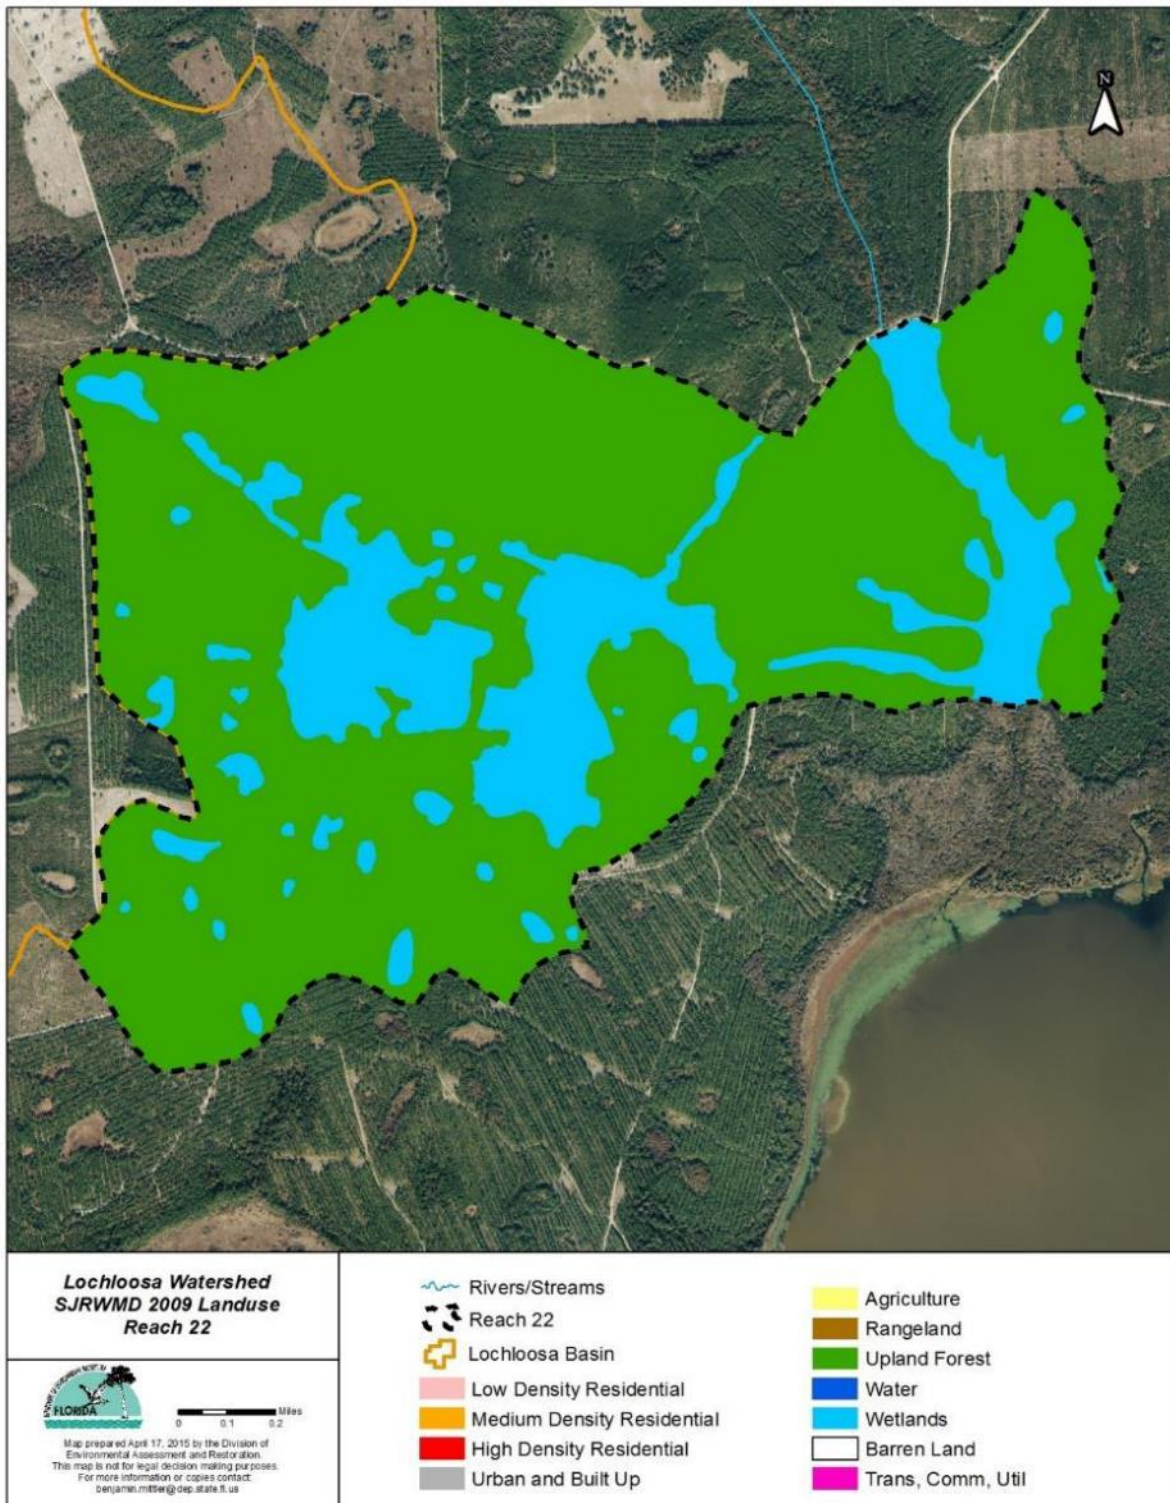 N
Lochloosa Watershed
SJRWMD 2009 Landuse
Reach 22
FLORIDA
Miles
0 0.1 0.2
Map prepared April 17, 2015 by the Division of
Environmental Assessment and Restoration.
This map is not for legal decision making purposes.
For more information or copies contact:
benjamin.mittler@dep.state.fl.us
Rivers/Streams
Reach 22
Lochloosa Basin
Low Density Residential
Medium Density Residential
High Density Residential
Urban and Built Up
Agriculture
Rangeland
Upland Forest
Water
Wetlands
Barren Land
Trans, Comm, Util